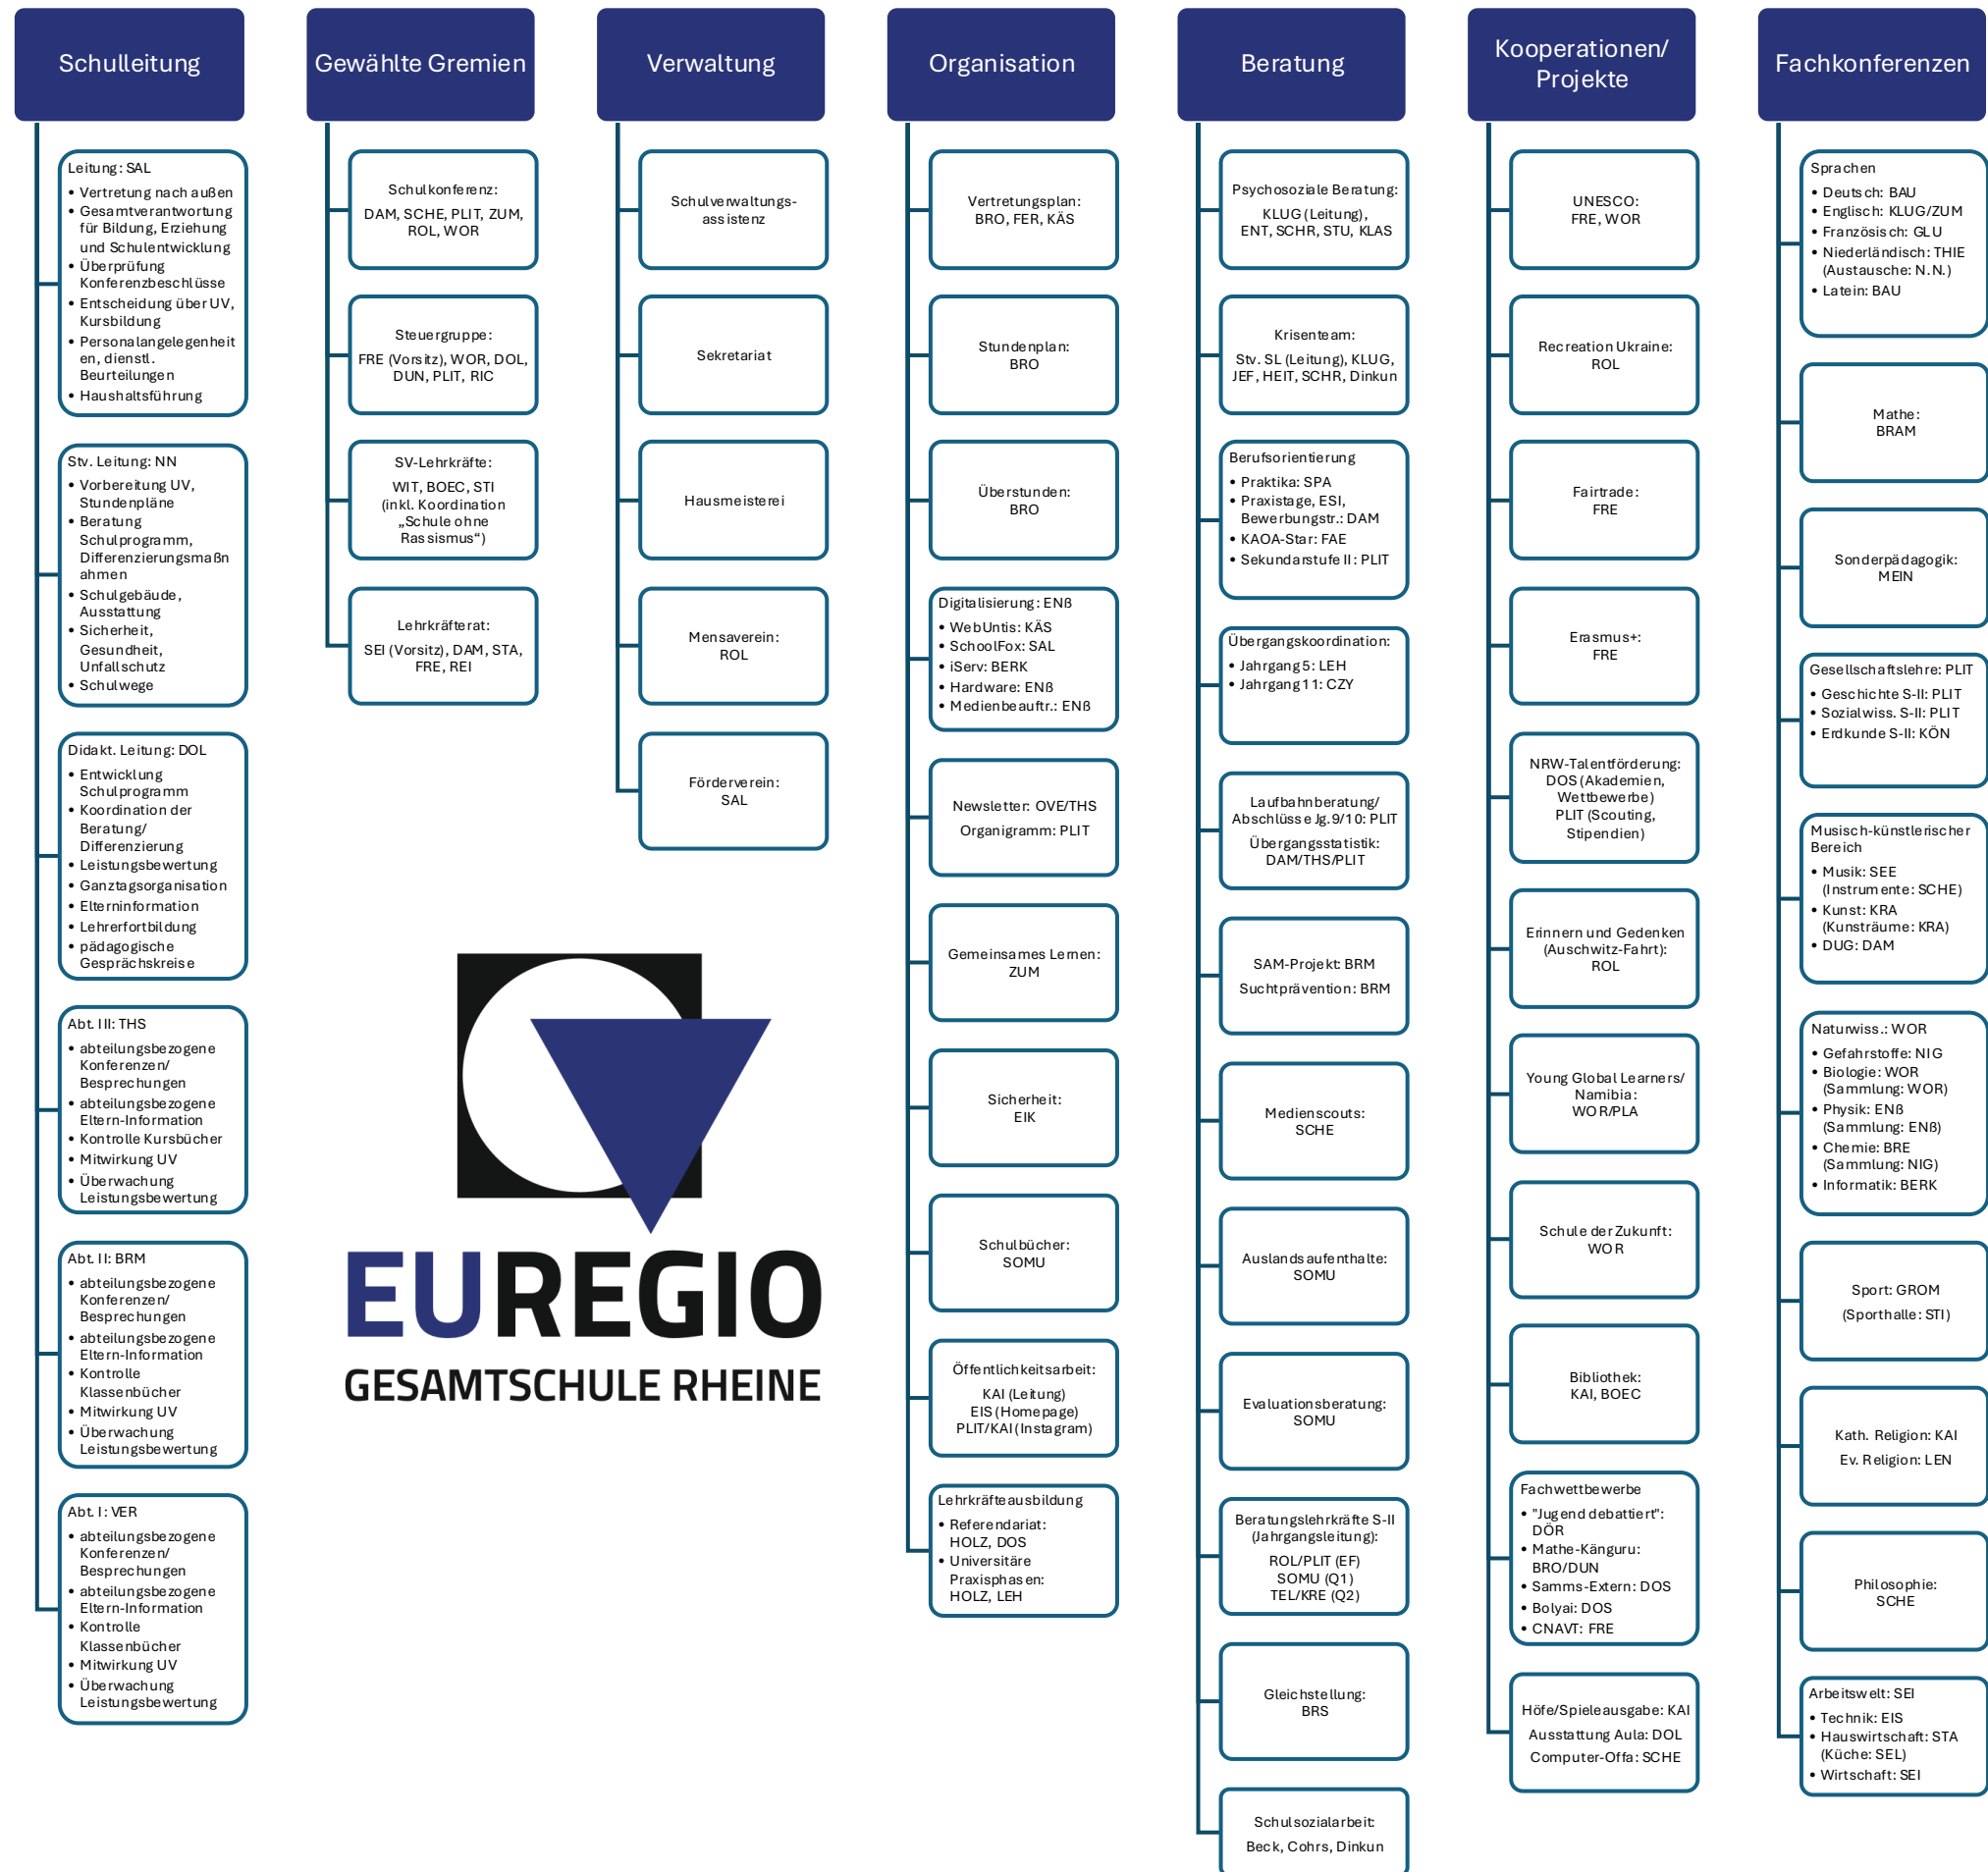 Schulleitung
Leitung: SAL
• Vertretung nach außen
• Gesamtverantwortung
für Bildung, Erziehung
und Schulentwicklung
• Überprüfung
Konferenzbeschlüsse
• Entscheidung über UV,
Kursbildung
• Personalangelegenheit
en, dienstl.
Beurteilungen
• Haushaltsführung
Stv. Leitung: NN
• Vorbereitung UV,
Stundenpläne
• Beratung
Schulprogramm,
Differenzierungsmaßn
ahmen
• Schulgebäude,
Ausstattung
• Sicherheit,
Gesundheit,
Unfallschutz
• Schulwege
Didakt. Leitung: DOL
• Entwicklung
Schulprogramm
• Koordination der
Beratung/
Differenzierung
• Leistungsbewertung
• Ganztagsorganisation
• Elterninformation
• Lehrerfortbildung
• pädagogische
Gesprächskreise
Abt. III: THS
• abteilungsbezogene
Konferenzen/
Besprechungen
• abteilungsbezogene
Eltern-Information
• Kontrolle Kursbücher
• Mitwirkung UV
• Überwachung
Leistungsbewertung
Abt. II: BRM
• abteilungsbezogene
Konferenzen/
Besprechungen
• abteilungsbezogene
Eltern-Information
• Kontrolle
Klassenbücher
• Mitwirkung UV
• Überwachung
Leistungsbewertung
Abt. I: VER
• abteilungsbezogene
Konferenzen/
Besprechungen
• abteilungsbezogene
Eltern-Information
• Kontrolle
Klassenbücher
• Mitwirkung UV
• Überwachung
Leistungsbewertung
Gewählte Gremien
Schulkonferenz:
DAM, SCHE, PLIT, ZUM,
ROL, WOR
Steuergruppe:
FRE (Vorsitz), WOR, DOL,
DUN, PLIT, RIC
SV-Lehrkräfte:
WIT, BOEC, STI
(inkl. Koordination
„Schule ohne
Rassismus“)
Lehrkräfterat:
SEI (Vorsitz), DAM, STA,
FRE, REI
Verwaltung
Schulverwaltungs-
assistenz
Sekretariat
Hausmeisterei
Mensaverein:
ROL
Förderverein:
SAL
EUREGIO
GESAMTSCHULE RHEINE
Organisation
Vertretungsplan:
BRO, FER, KÄS
Stundenplan:
BRO
Überstunden:
BRO
Digitalisierung: ENß
• WebUntis: KÄS
• SchoolFox: SAL
• iServ: BERK
• Hardware: ENß
• Medienbeauftr.: ENß
Newsletter: OVE/THS
Organigramm: PLIT
Gemeinsames Lernen:
ZUM
Sicherheit:
EIK
Schulbücher:
SOMU
Öffentlichkeitsarbeit:
KAI (Leitung)
EIS (Homepage)
PLIT/KAI (Instagram)
Lehrkräfteausbildung
• Referendariat:
HOLZ, DOS
• Universitäre
Praxisphasen:
HOLZ, LEH
Beratung
Psychosoziale Beratung:
KLUG (Leitung),
ENT, SCHR, STU, KLAS
Krisenteam:
Stv. SL (Leitung), KLUG,
JEF, HEIT, SCHR, Dinkun
Berufsorientierung
• Praktika: SPA
• Praxistage, ESI,
Bewerbungstr.: DAM
• KAOA-Star: FAE
• Sekundarstufe II: PLIT
Übergangskoordination:
• Jahrgang 5: LEH
• Jahrgang 11: CZY
Laufbahnberatung/
Abschlüsse Jg.9/10: PLIT
Übergangsstatistik:
DAM/THS/PLIT
SAM-Projekt: BRM
Suchtprävention: BRM
Medienscouts:
SCHE
Auslandsaufenthalte:
SOMU
Evaluationsberatung:
SOMU
Beratungslehrkräfte S-II
(Jahrgangsleitung):
ROL/PLIT (EF)
SOMU (Q1)
TEL/KRE (Q2)
Gleichstellung:
BRS
Schulsozialarbeit:
Beck, Cohrs, Dinkun
Kooperationen/
Projekte
UNESCO:
FRE, WOR
Recreation Ukraine:
ROL
Fairtrade:
FRE
Erasmus+:
FRE
NRW-Talentförderung:
DOS (Akademien,
Wettbewerbe)
PLIT (Scouting,
Stipendien)
Erinnern und Gedenken
(Auschwitz-Fahrt):
ROL
Young Global Learners/
Namibia:
WOR/PLA
Schule der Zukunft:
WOR
Bibliothek:
KAI, BOEC
Fachwettbewerbe
• "Jugend debattiert":
DÖR
• Mathe-Känguru:
BRO/DUN
• Samms-Extern: DOS
• Bolyai: DOS
• CNAVT: FRE
Höfe/Spieleausgabe: KAI
Ausstattung Aula: DOL
Computer-Offa: SCHE
Fachkonferenzen
Sprachen
• Deutsch: BAU
• Englisch: KLUG/ZUM
• Französisch: GLU
• Niederländisch: THIE
(Austausche: N.N.)
• Latein: BAU
Mathe:
BRAM
Sonderpädagogik:
MEIN
Gesellschaftslehre: PLIT
• Geschichte S-II: PLIT
• Sozialwiss. S-II: PLIT
• Erdkunde S-II: KÖN
Musisch-künstlerischer
Bereich
• Musik: SEE
(Instrumente: SCHE)
• Kunst: KRA
(Kunsträume: KRA)
• DUG: DAM
Naturwiss.: WOR
• Gefahrstoffe: NIG
• Biologie: WOR
(Sammlung: WOR)
• Physik: ENß
(Sammlung: ENß)
• Chemie: BRE
(Sammlung: NIG)
• Informatik: BERK
Sport: GROM
(Sporthalle: STI)
Kath. Religion: KAI
Ev. Religion: LEN
Philosophie:
SCHE
Arbeitswelt: SEI
• Technik: EIS
• Hauswirtschaft: STA
(Küche: SEL)
• Wirtschaft: SEI